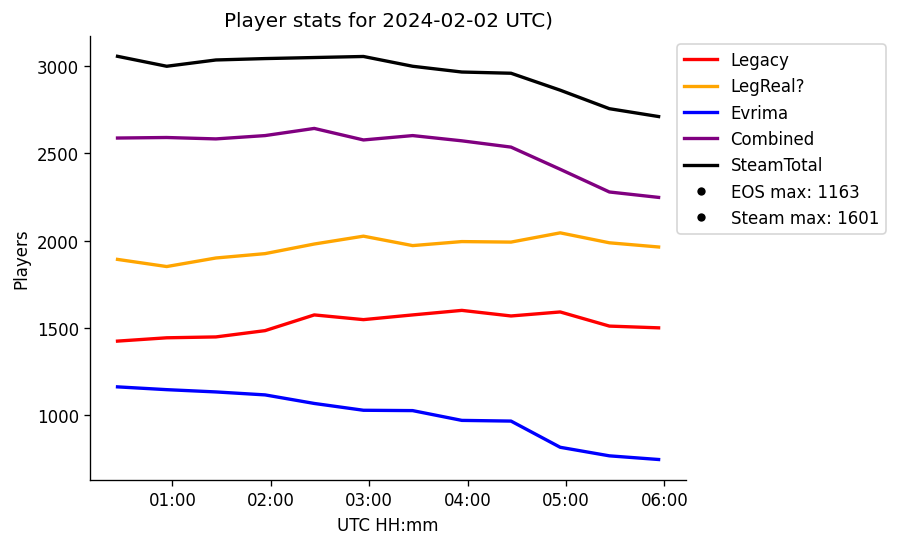 Player stats for 2024-02-02 UTC)
Legacy
LegReal?
Evrima
Combined
SteamTotal
EOS max: 1163
Steam max: 1601
Players
3000
2500
2000
1500
1000
01:00 02:00 03:00 04:00 05:00 06:00
UTC HH:mm